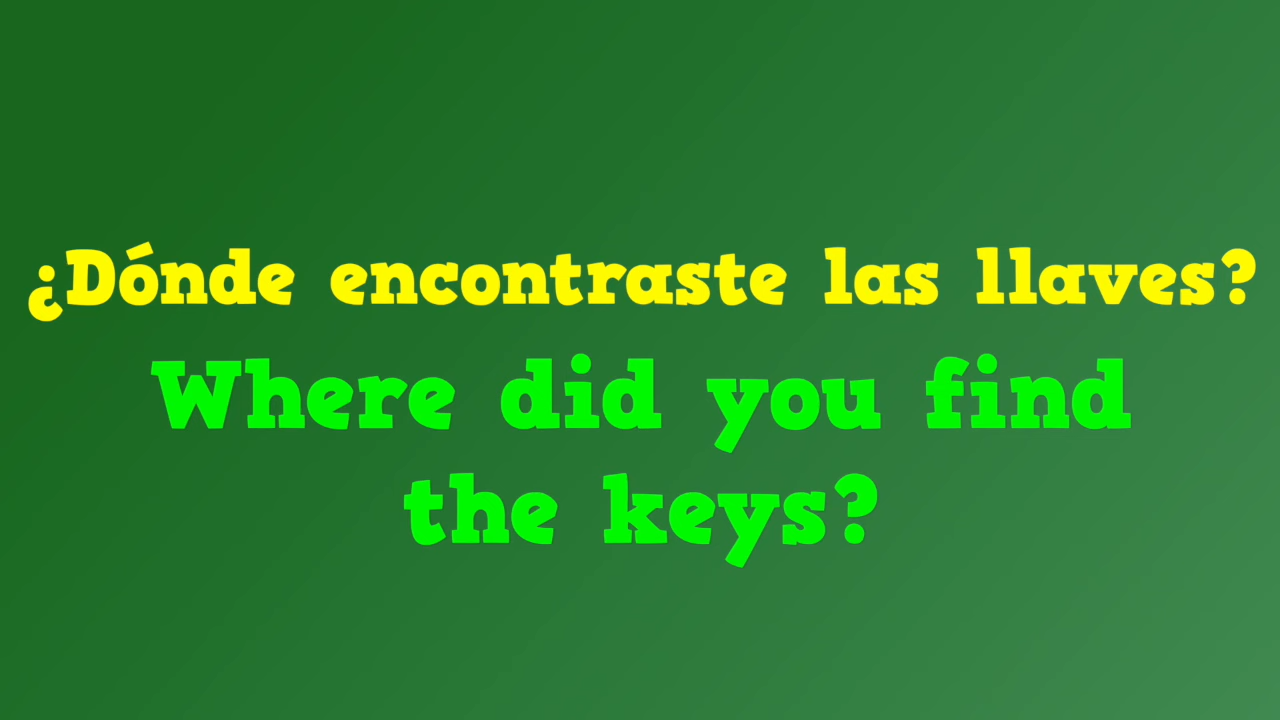 ¿Dónde encontraste las llaves?
Where did you find
the keys?